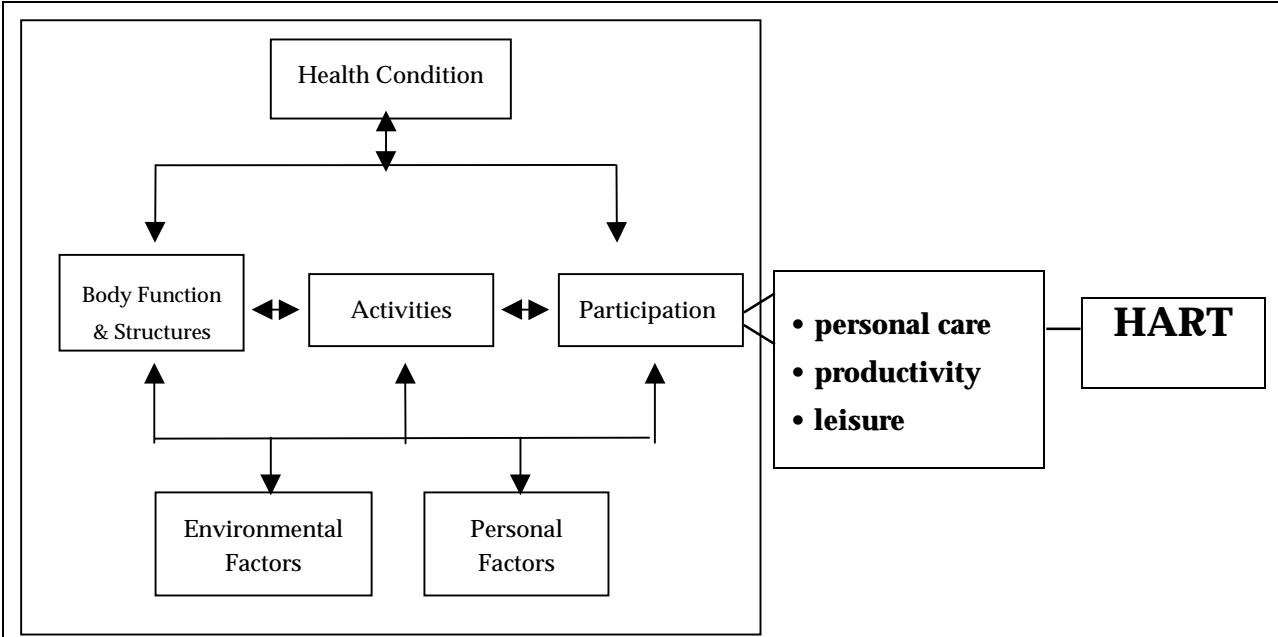 Health Condition
Body Function
& Structures
Activities
Participation
• personal care
• productivity
• leisure
HART
Environmental
Factors
Personal
Factors